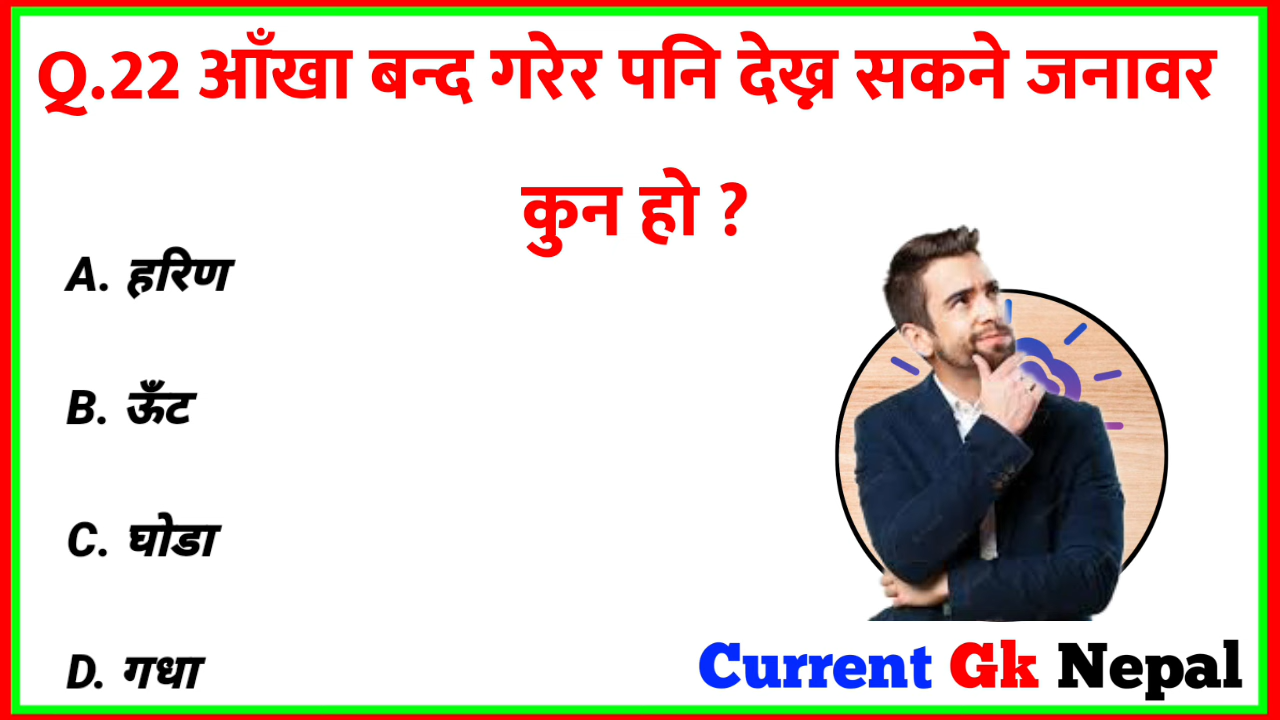 Q.22 आँखा बन्द गरेर पनि देख्न सकने जनावर
कुन हो ?
A. हरिण
B. ऊँट
C. घोडा
D. गधा
Current Gk Nepal